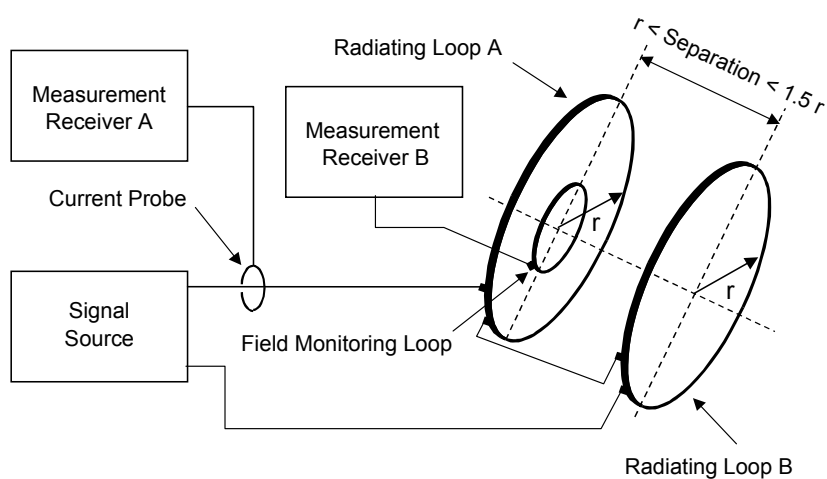 Radiating Loop A
r < Separation < 1.5 r
Measurement
Receiver A
Measurement
Receiver B
Current Probe
r
Signal
Source
Field Monitoring Loop
r
Radiating Loop B